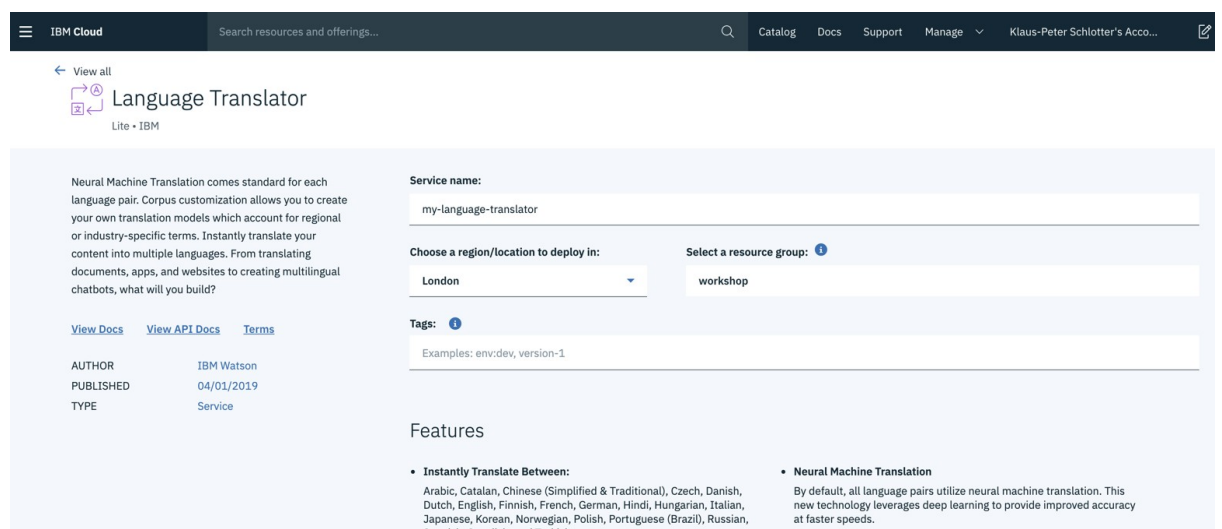 IBM Cloud
Search resources and offerings...
Catalog
Docs
Support
Manage
Klaus-Peter Schlotter's Acco...
← View all
Language Translator
Lite • IBM
Neural Machine Translation comes standard for each
language pair. Corpus customization allows you to create
your own translation models which account for regional
or industry-specific terms. Instantly translate your
content into multiple languages. From translating
documents, apps, and websites to creating multilingual
chatbots, what will you build?
View Docs
View API Docs
Terms
AUTHOR IBM Watson
PUBLISHED 04/01/2019
TYPE Service
Service name:
my-language-translator
Choose a region/location to deploy in:
London
Select a resource group:
workshop
Tags:
Examples: env:dev, version-1
Features
• Instantly Translate Between:
Arabic, Catalan, Chinese (Simplified & Traditional), Czech, Danish,
Dutch, English, Finnish, French, German, Hindi, Hungarian, Italian,
Japanese, Korean, Norwegian, Polish, Portuguese (Brazil), Russian,
• Neural Machine Translation
By default, all language pairs utilize neural machine translation. This
new technology leverages deep learning to provide improved accuracy
at faster speeds.